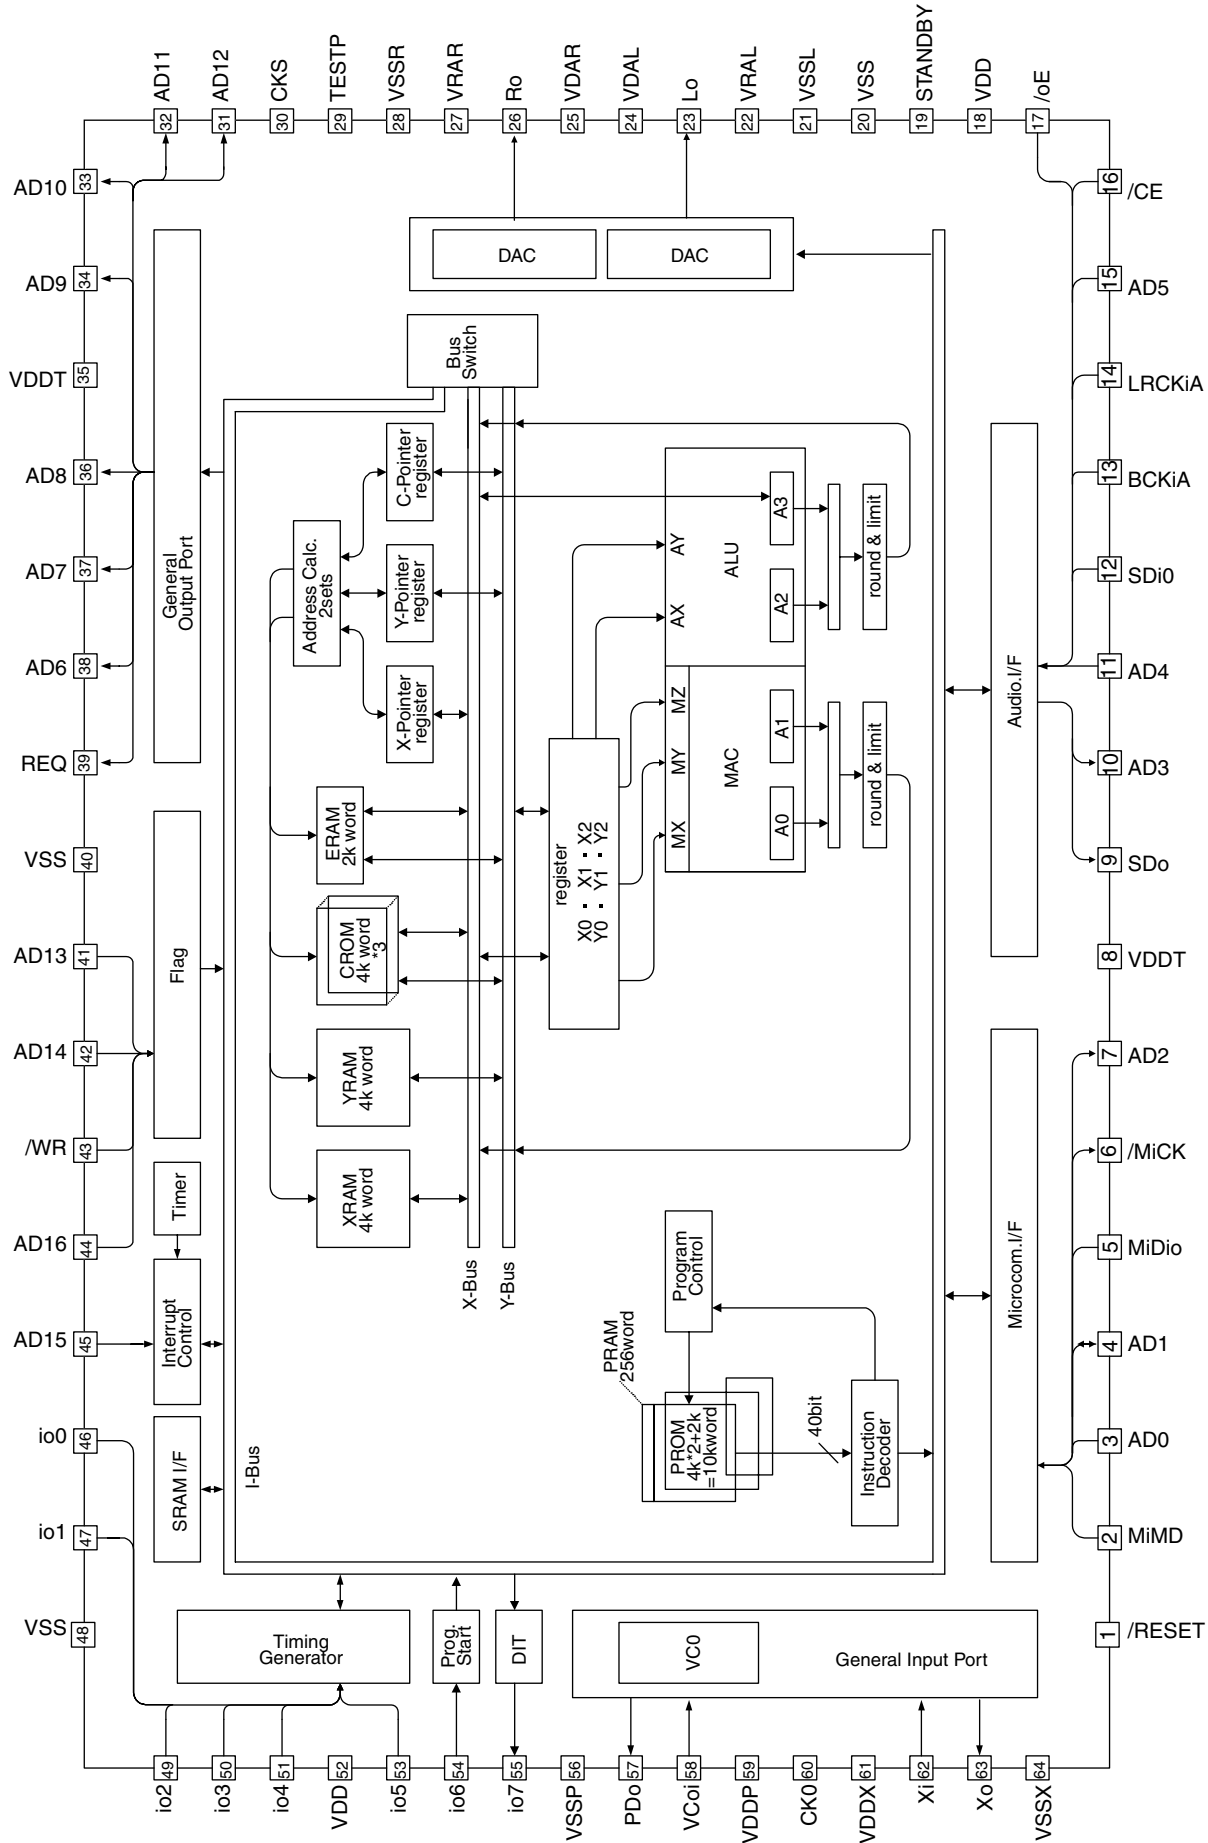 AD11
AD12
CKS
TESTP
VSSR
VRAR
Ro
VDAR
VDAL
Lo
VRAL
VSSL
VSS
STANDBY
VDD
/oE
32
31
30
29
28
27
26
25
24
23
22
21
20
19
18
17
AD10
33
AD9
34
VDDT
35
AD8
36
AD7
37
AD6
38
REQ
39
VSS
40
AD13
41
AD14
42
/WR
43
AD16
44
AD15
45
io0
46
io1
47
VSS
48
16
/CE
15
AD5
14
LRCKiA
13
BCKiA
12
SDi0
11
AD4
10
AD3
9
SDo
8
VDDT
7
AD2
6
/MiCK
5
MiDio
4
AD1
3
AD0
2
MiMD
1
/RESET
General
Output Port
Flag
Timer
Interrupt
Control
SRAM I/F
I-Bus
DAC
DAC
Bus
Switch
C-Pointer
register
Y-Pointer
register
X-Pointer
register
Address Calc.
2sets
ERAM
2k word
CROM
4k word
*3
YRAM
4k word
XRAM
4k word
X-Bus
Y-Bus
register
X0 : X1 : X2
Y0 : Y1 : Y2
AY
AX
ALU
A3
A2
MZ
MY
MX
MAC
A1
A0
round & limit
round & limit
Audio.I/F
Microcom.I/F
Program
Control
PRAM
256word
PROM
4k*2+2k
=10kword
40bit
Instruction
Decoder
Timing
Generator
Prog.
Start
DIT
VC0
General Input Port
49
50
51
52
53
54
55
56
57
58
59
60
61
62
63
64
io2
io3
io4
VDD
io5
io6
io7
VSSP
PDo
VCoi
VDDP
CK0
VDDX
Xi
Xo
VSSX